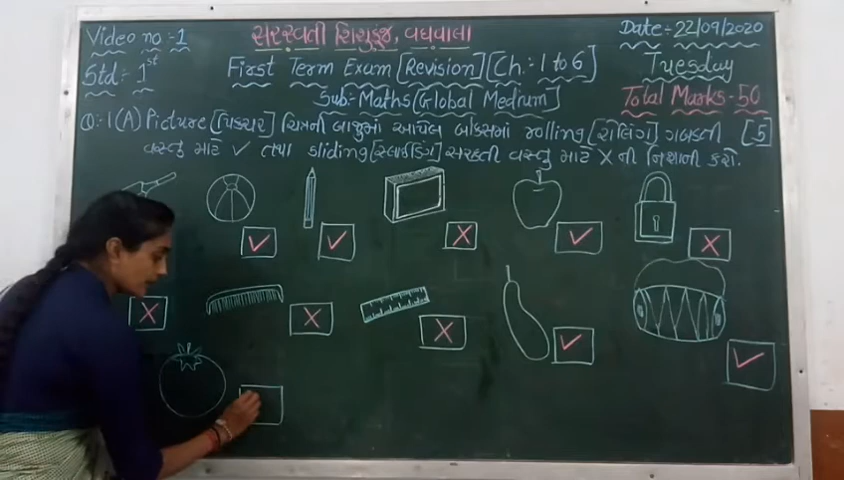 Video no :- 1
સરસ્વતી શિશુકુંજ, વઘવાલા
Date:- 22/09/2020
Std:- 1st
First Term Exam [Revision] [Ch.: 1 to 6]
Tuesday
Sub:- Maths [Global Medium]
Total Marks - 50
Q:-1 (A) Picture [પિક્ચર] ચિત્રની બાજુમાં આપેલ બોક્સમાં rolling [રોલિંગ] ગબડતી [5]
વસ્તુ માટે ✓ તથા sliding [સ્લાઈડિંગ] સરકતી વસ્તુ માટે X ની નિશાની કરો.